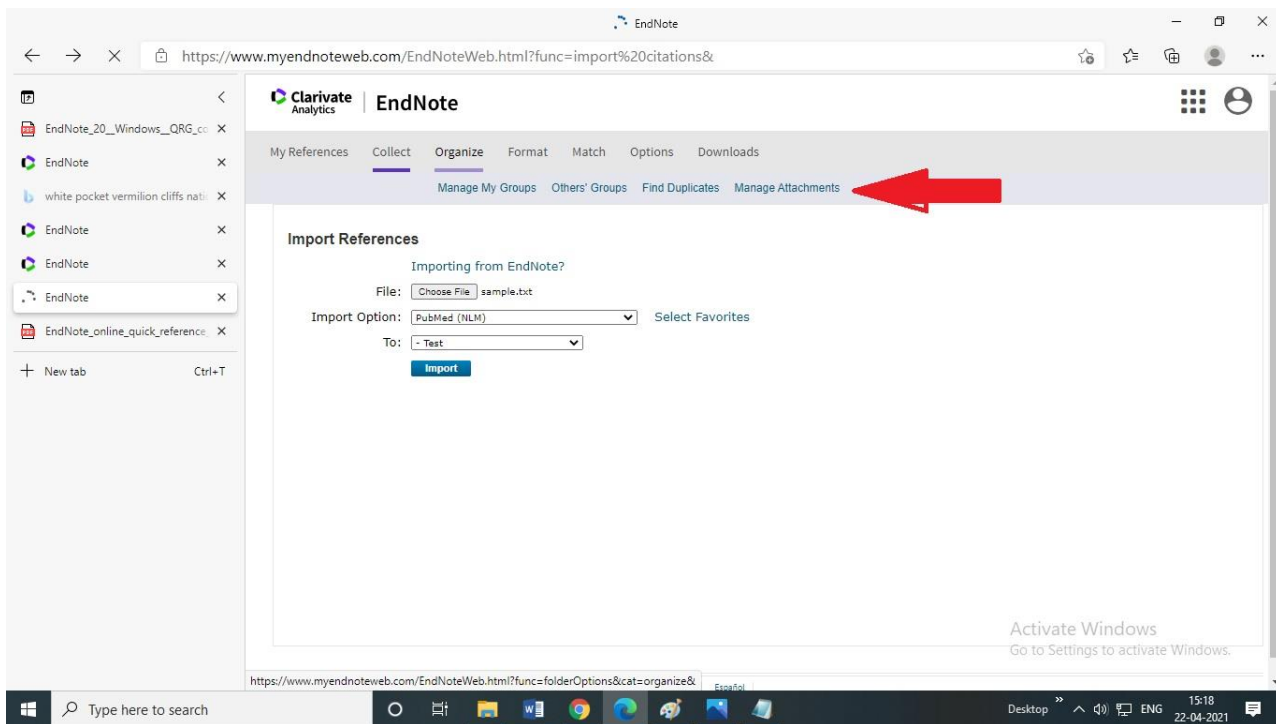 EndNote
https://www.myendnoteweb.com/EndNoteWeb.html?func=import%20citations&
EndNote_20__Windows__QRG_cc
EndNote
white pocket vermilion cliffs nati
EndNote
EndNote
EndNote
EndNote_online_quick_reference_
New tab Ctrl+T
Clarivate Analytics EndNote
My References Collect Organize Format Match Options Downloads
Manage My Groups Others' Groups Find Duplicates Manage Attachments
Import References
Importing from EndNote?
File: Choose File sample.txt
Import Option: PubMed (NLM) Select Favorites
To: - Test
Import
Activate Windows
Go to Settings to activate Windows.
https://www.myendnoteweb.com/EndNoteWeb.html?func=folderOptions&cat=organize&
Español
Type here to search
Desktop ENG 15:18
22-04-2021